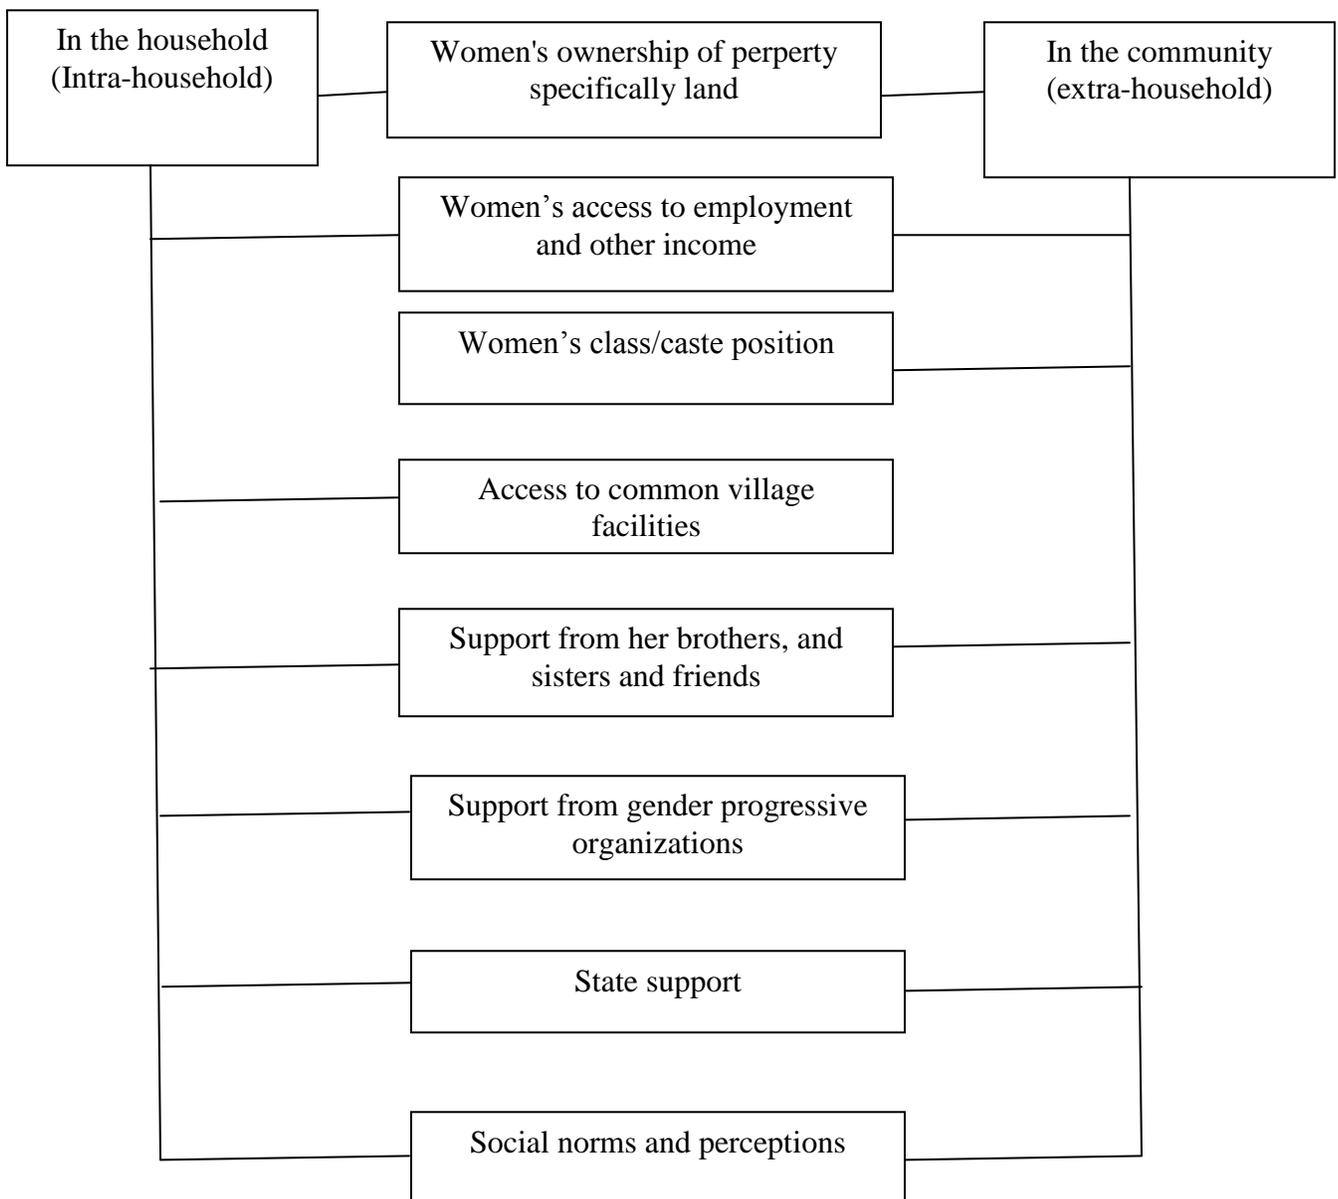 In the household
(Intra-household)
Women's ownership of perperty
specifically land
In the community
(extra-household)
Women’s access to employment
and other income
Women’s class/caste position
Access to common village
facilities
Support from her brothers, and
sisters and friends
Support from gender progressive
organizations
State support
Social norms and perceptions